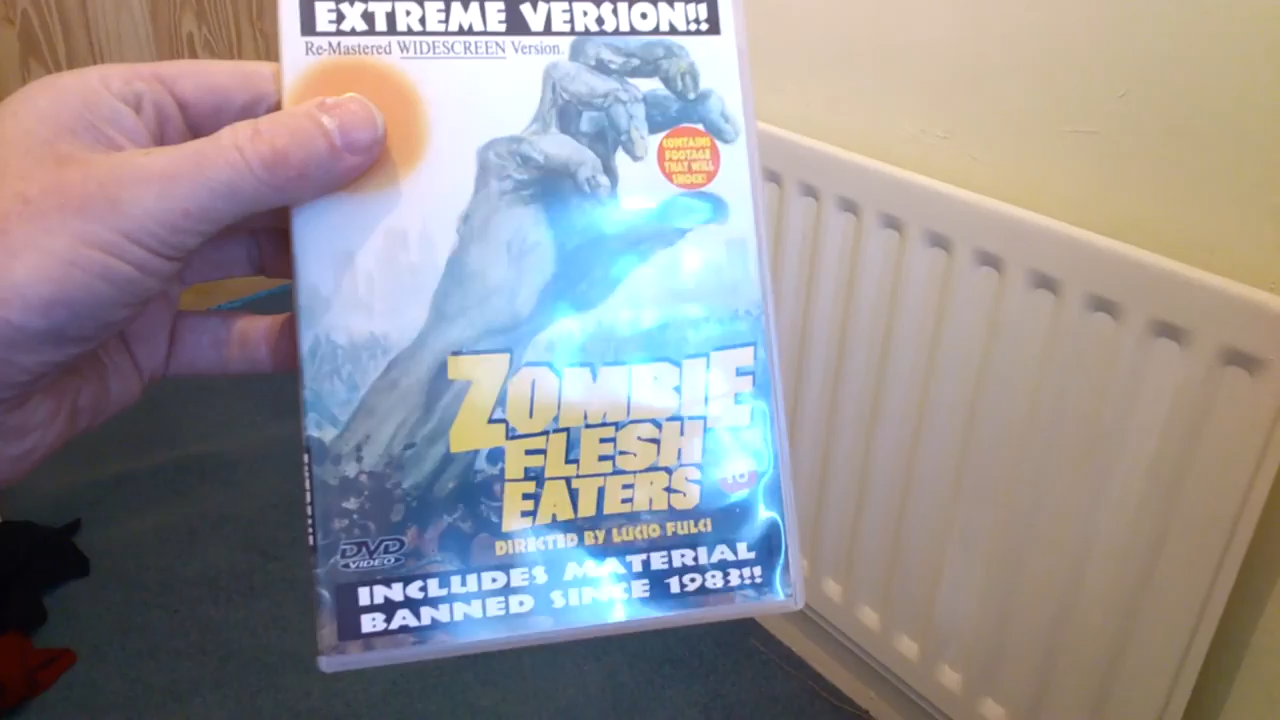 EXTREME VERSION!!
Re-Mastered WIDESCREEN Version.
CONTAINS
FOOTAGE
THAT WILL
SHOCK!
ZOMBIE
FLESH
EATERS
18
DIRECTED BY LUCIO FULCI
DVD
VIDEO
INCLUDES MATERIAL
BANNED SINCE 1983!!